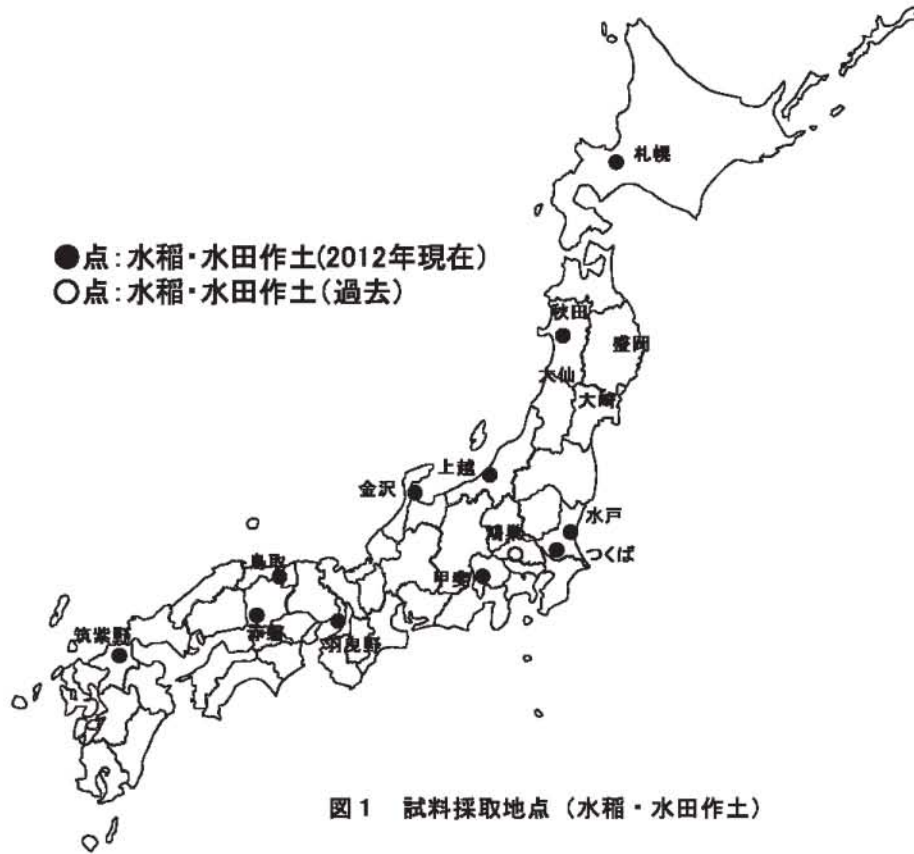 札幌
●点:水稲・水田作土(2012年現在)
○点:水稲・水田作土(過去)
秋田
盛岡
大仙
大崎
上越
金沢
水戸
鴻巣
つくば
鳥取
甲斐
筑紫野
羽曳野
図1 試料採取地点(水稲・水田作土)